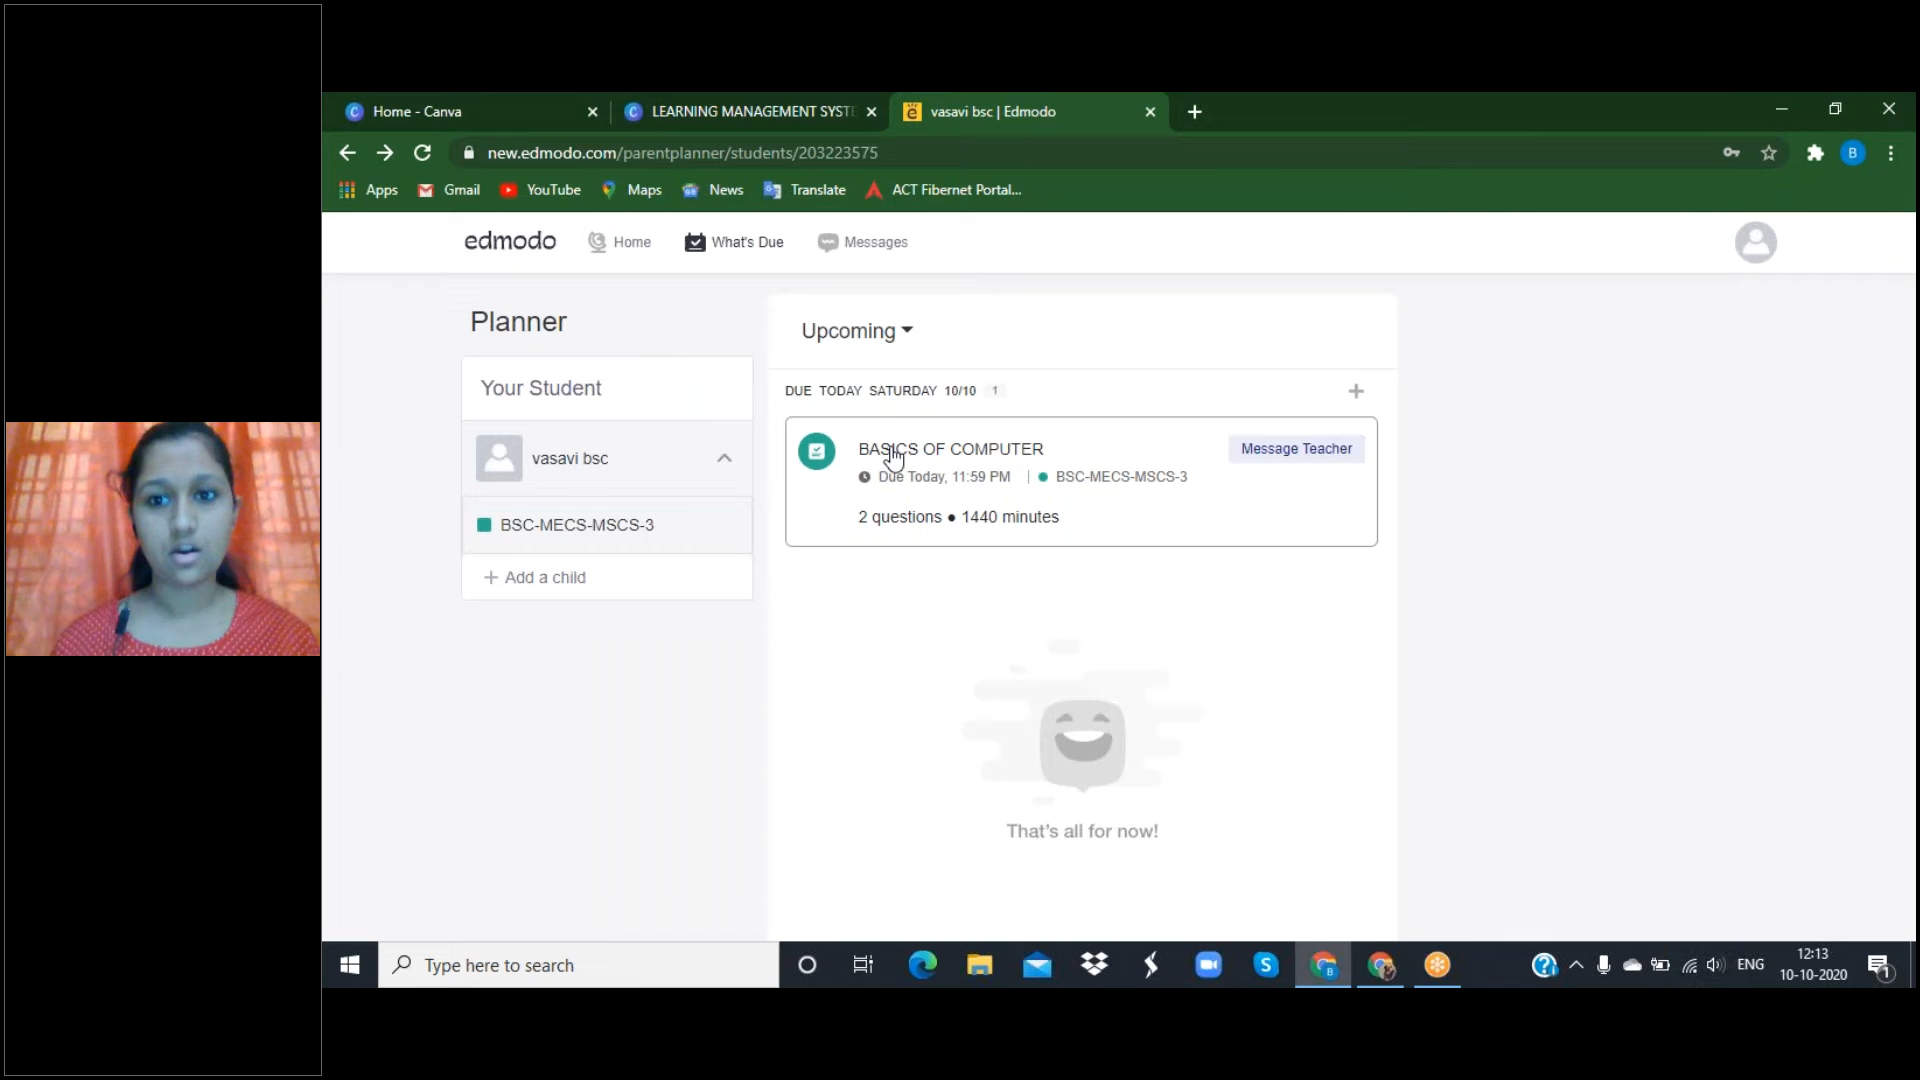 Home - Canva
LEARNING MANAGEMENT SYSTE
vasavi bsc | Edmodo
new.edmodo.com/parentplanner/students/203223575
B
Apps
Gmail
YouTube
Maps
News
Translate
ACT Fibernet Portal...
edmodo
Home
What's Due
Messages
Planner
Your Student
vasavi bsc
BSC-MECS-MSCS-3
+ Add a child
Upcoming
DUE TODAY SATURDAY 10/10 1
BASICS OF COMPUTER
Message Teacher
Due Today, 11:59 PM | BSC-MECS-MSCS-3
2 questions ● 1440 minutes
That's all for now!
Type here to search
ENG
12:13
10-10-2020
1